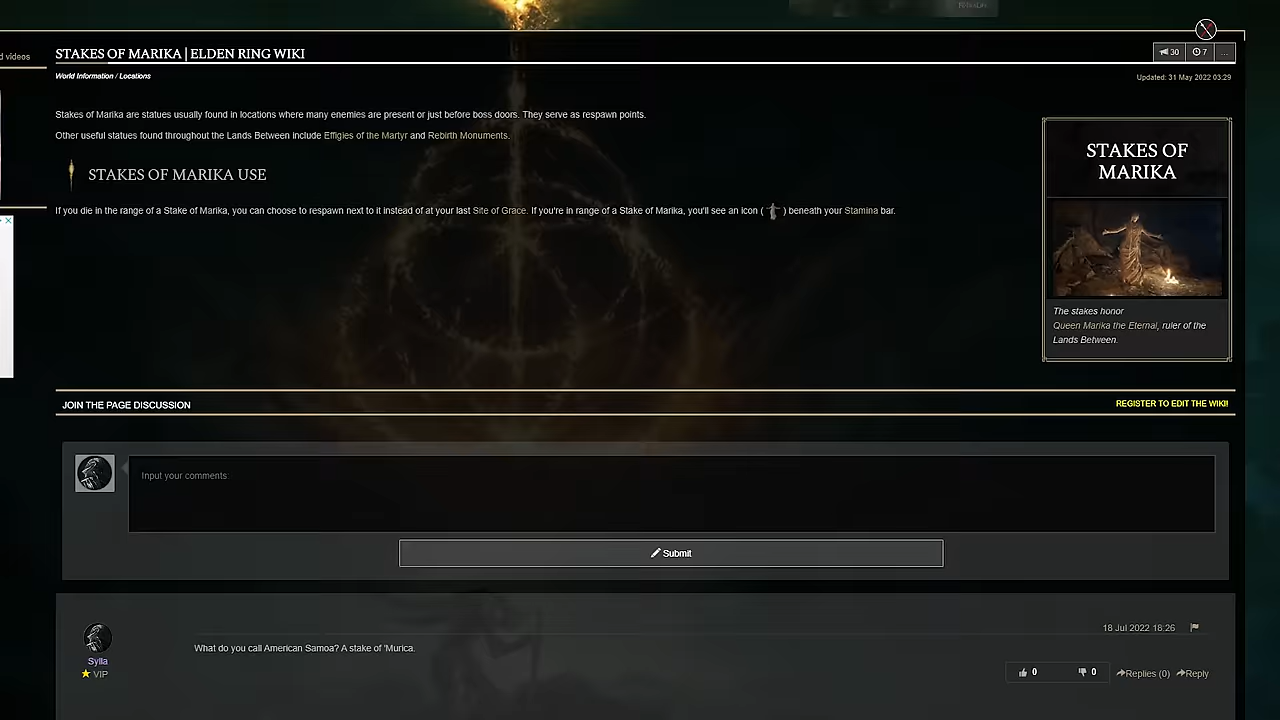 d videos
STAKES OF MARIKA | ELDEN RING WIKI
30
7
...
World Information / Locations
Updated: 31 May 2022 03:29
Stakes of Marika are statues usually found in locations where many enemies are present or just before boss doors. They serve as respawn points.
Other useful statues found throughout the Lands Between include Effigies of the Martyr and Rebirth Monuments.
STAKES OF MARIKA USE
If you die in the range of a Stake of Marika, you can choose to respawn next to it instead of at your last Site of Grace. If you're in range of a Stake of Marika, you'll see an icon ( ) beneath your Stamina bar.
STAKES OF
MARIKA
The stakes honor
Queen Marika the Eternal, ruler of the
Lands Between.
JOIN THE PAGE DISCUSSION
REGISTER TO EDIT THE WIKI!
Input your comments:
Submit
18 Jul 2022 18:26
What do you call American Samoa? A stake of 'Murica.
Sylla
VIP
0
0
Replies (0)
Reply